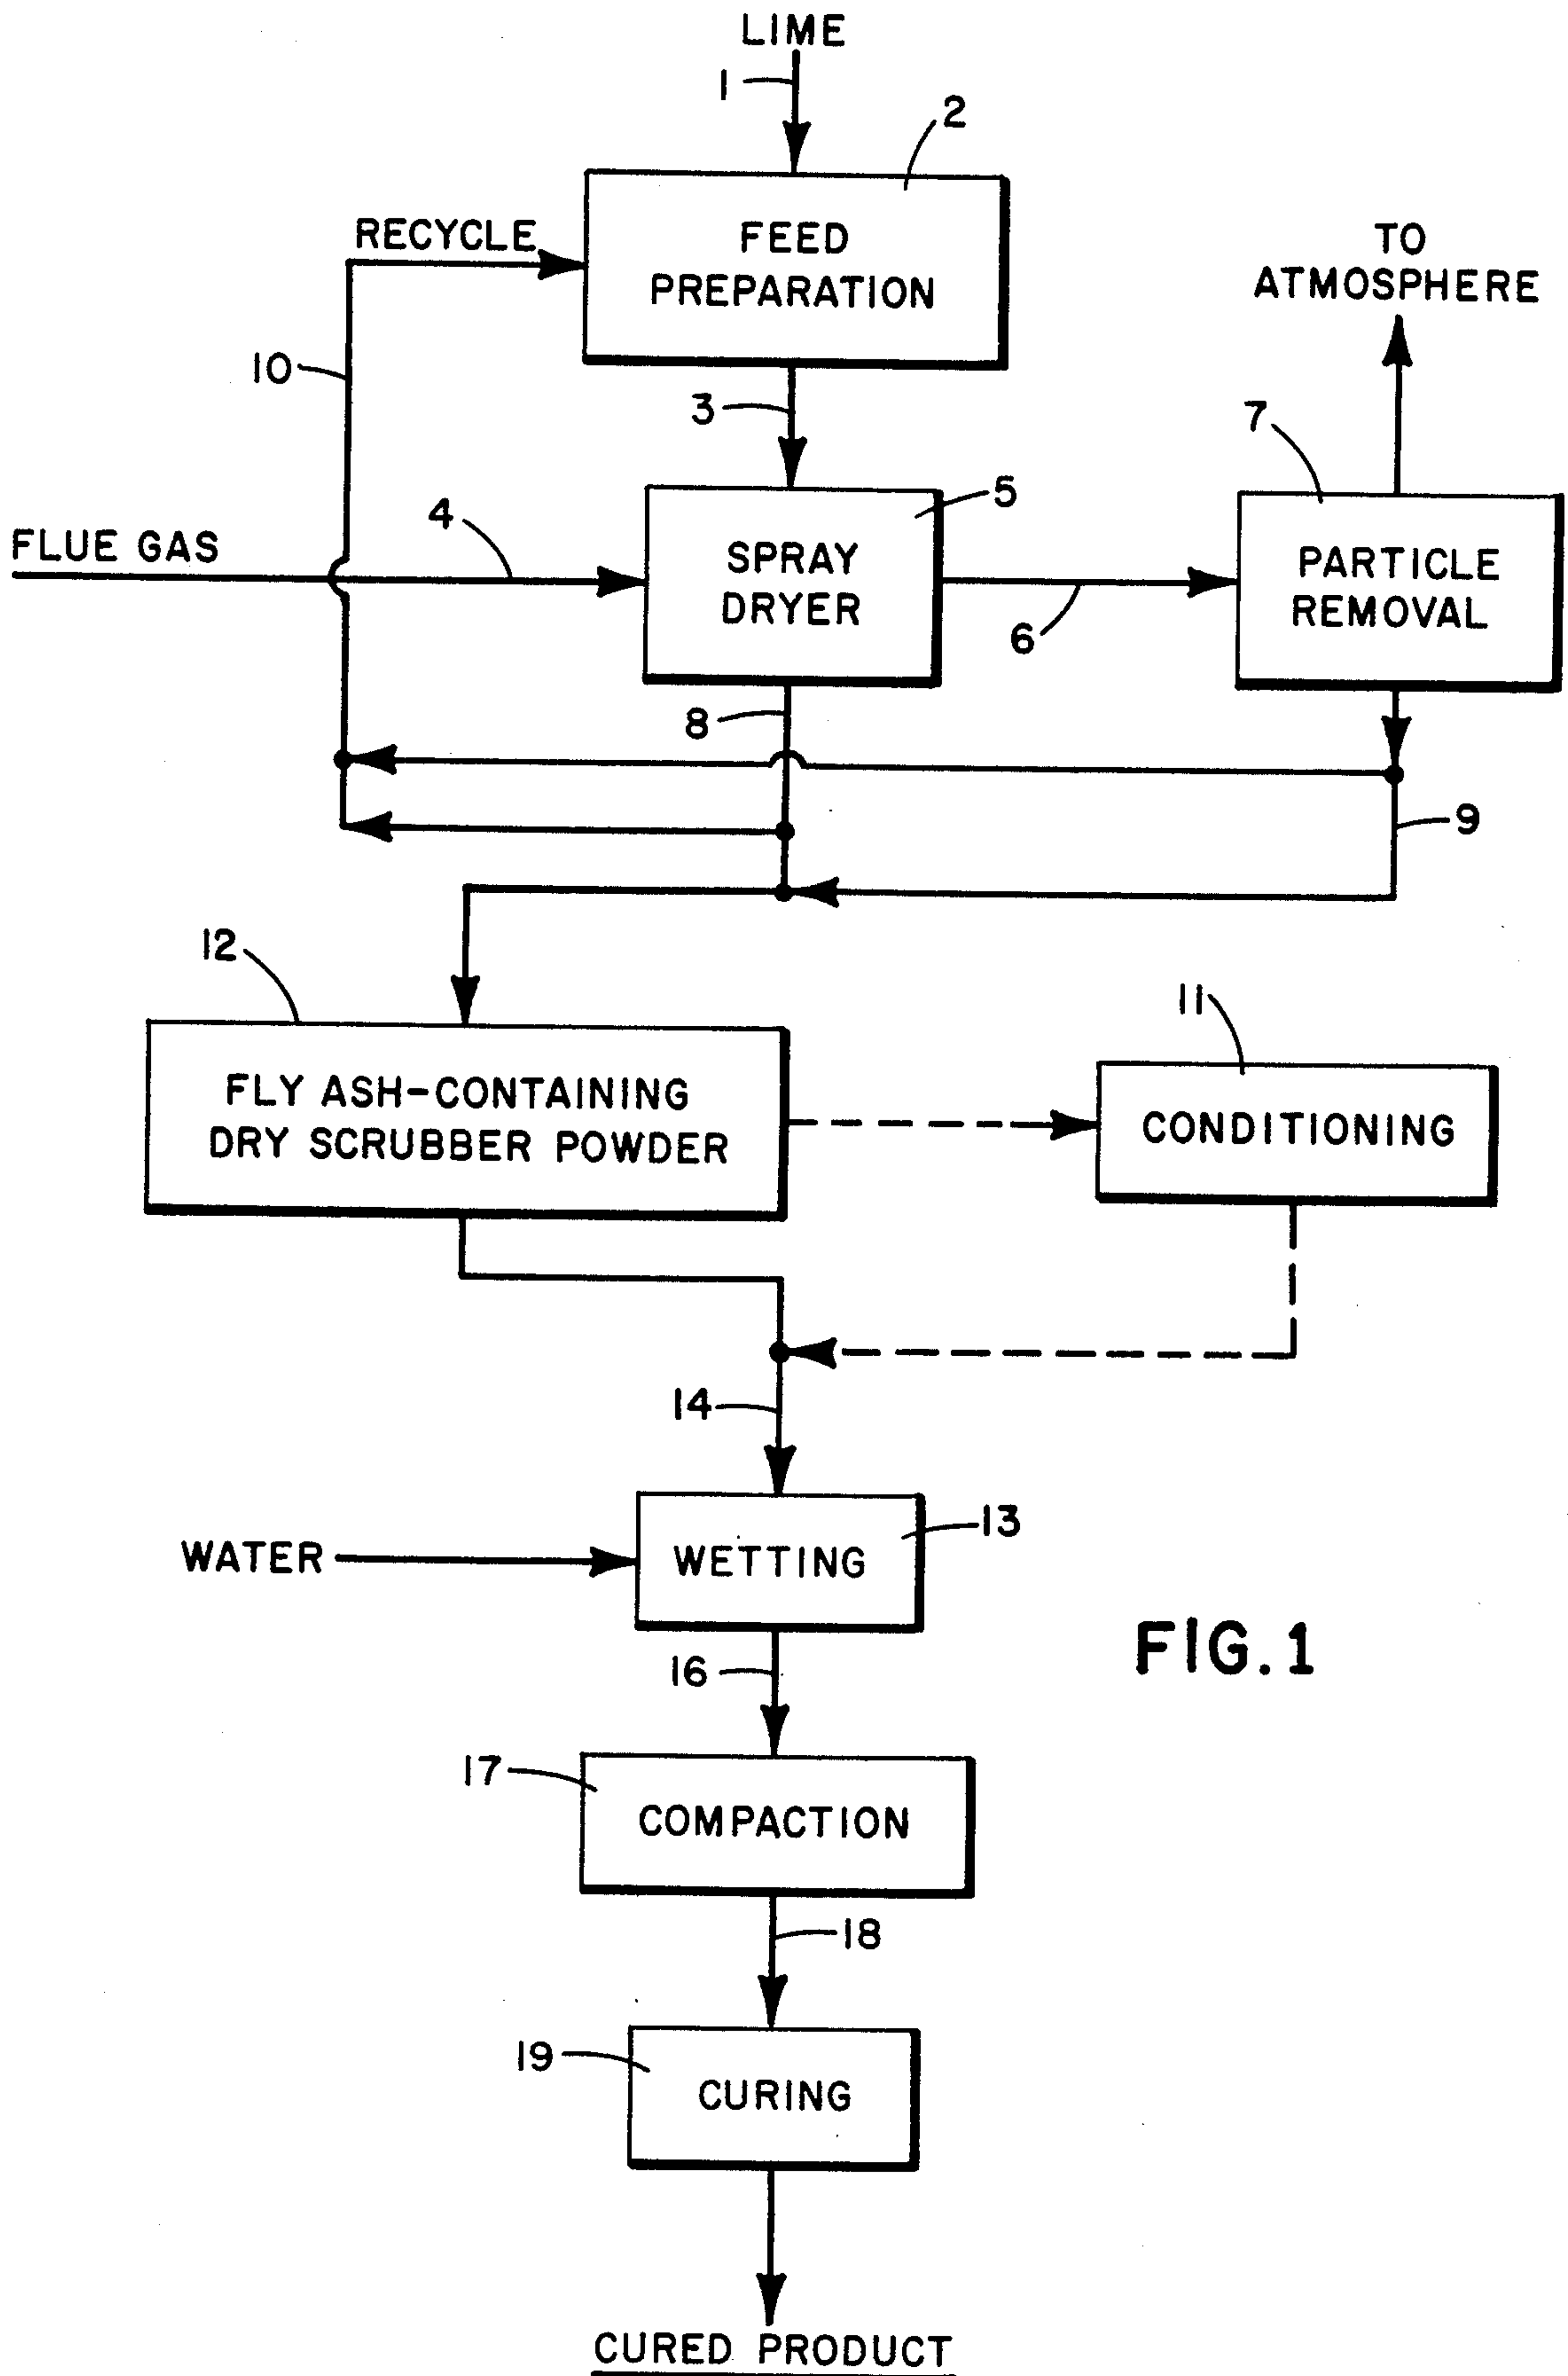 LIME
1
2
FEED
PREPARATION
RECYCLE
TO
ATMOSPHERE
10
3
7
4
5
FLUE GAS
SPRAY
DRYER
PARTICLE
REMOVAL
6
8
9
12
11
FLY ASH-CONTAINING
DRY SCRUBBER POWDER
CONDITIONING
14
13
WATER
WETTING
FIG. 1
16
17
COMPACTION
18
19
CURING
CURED PRODUCT